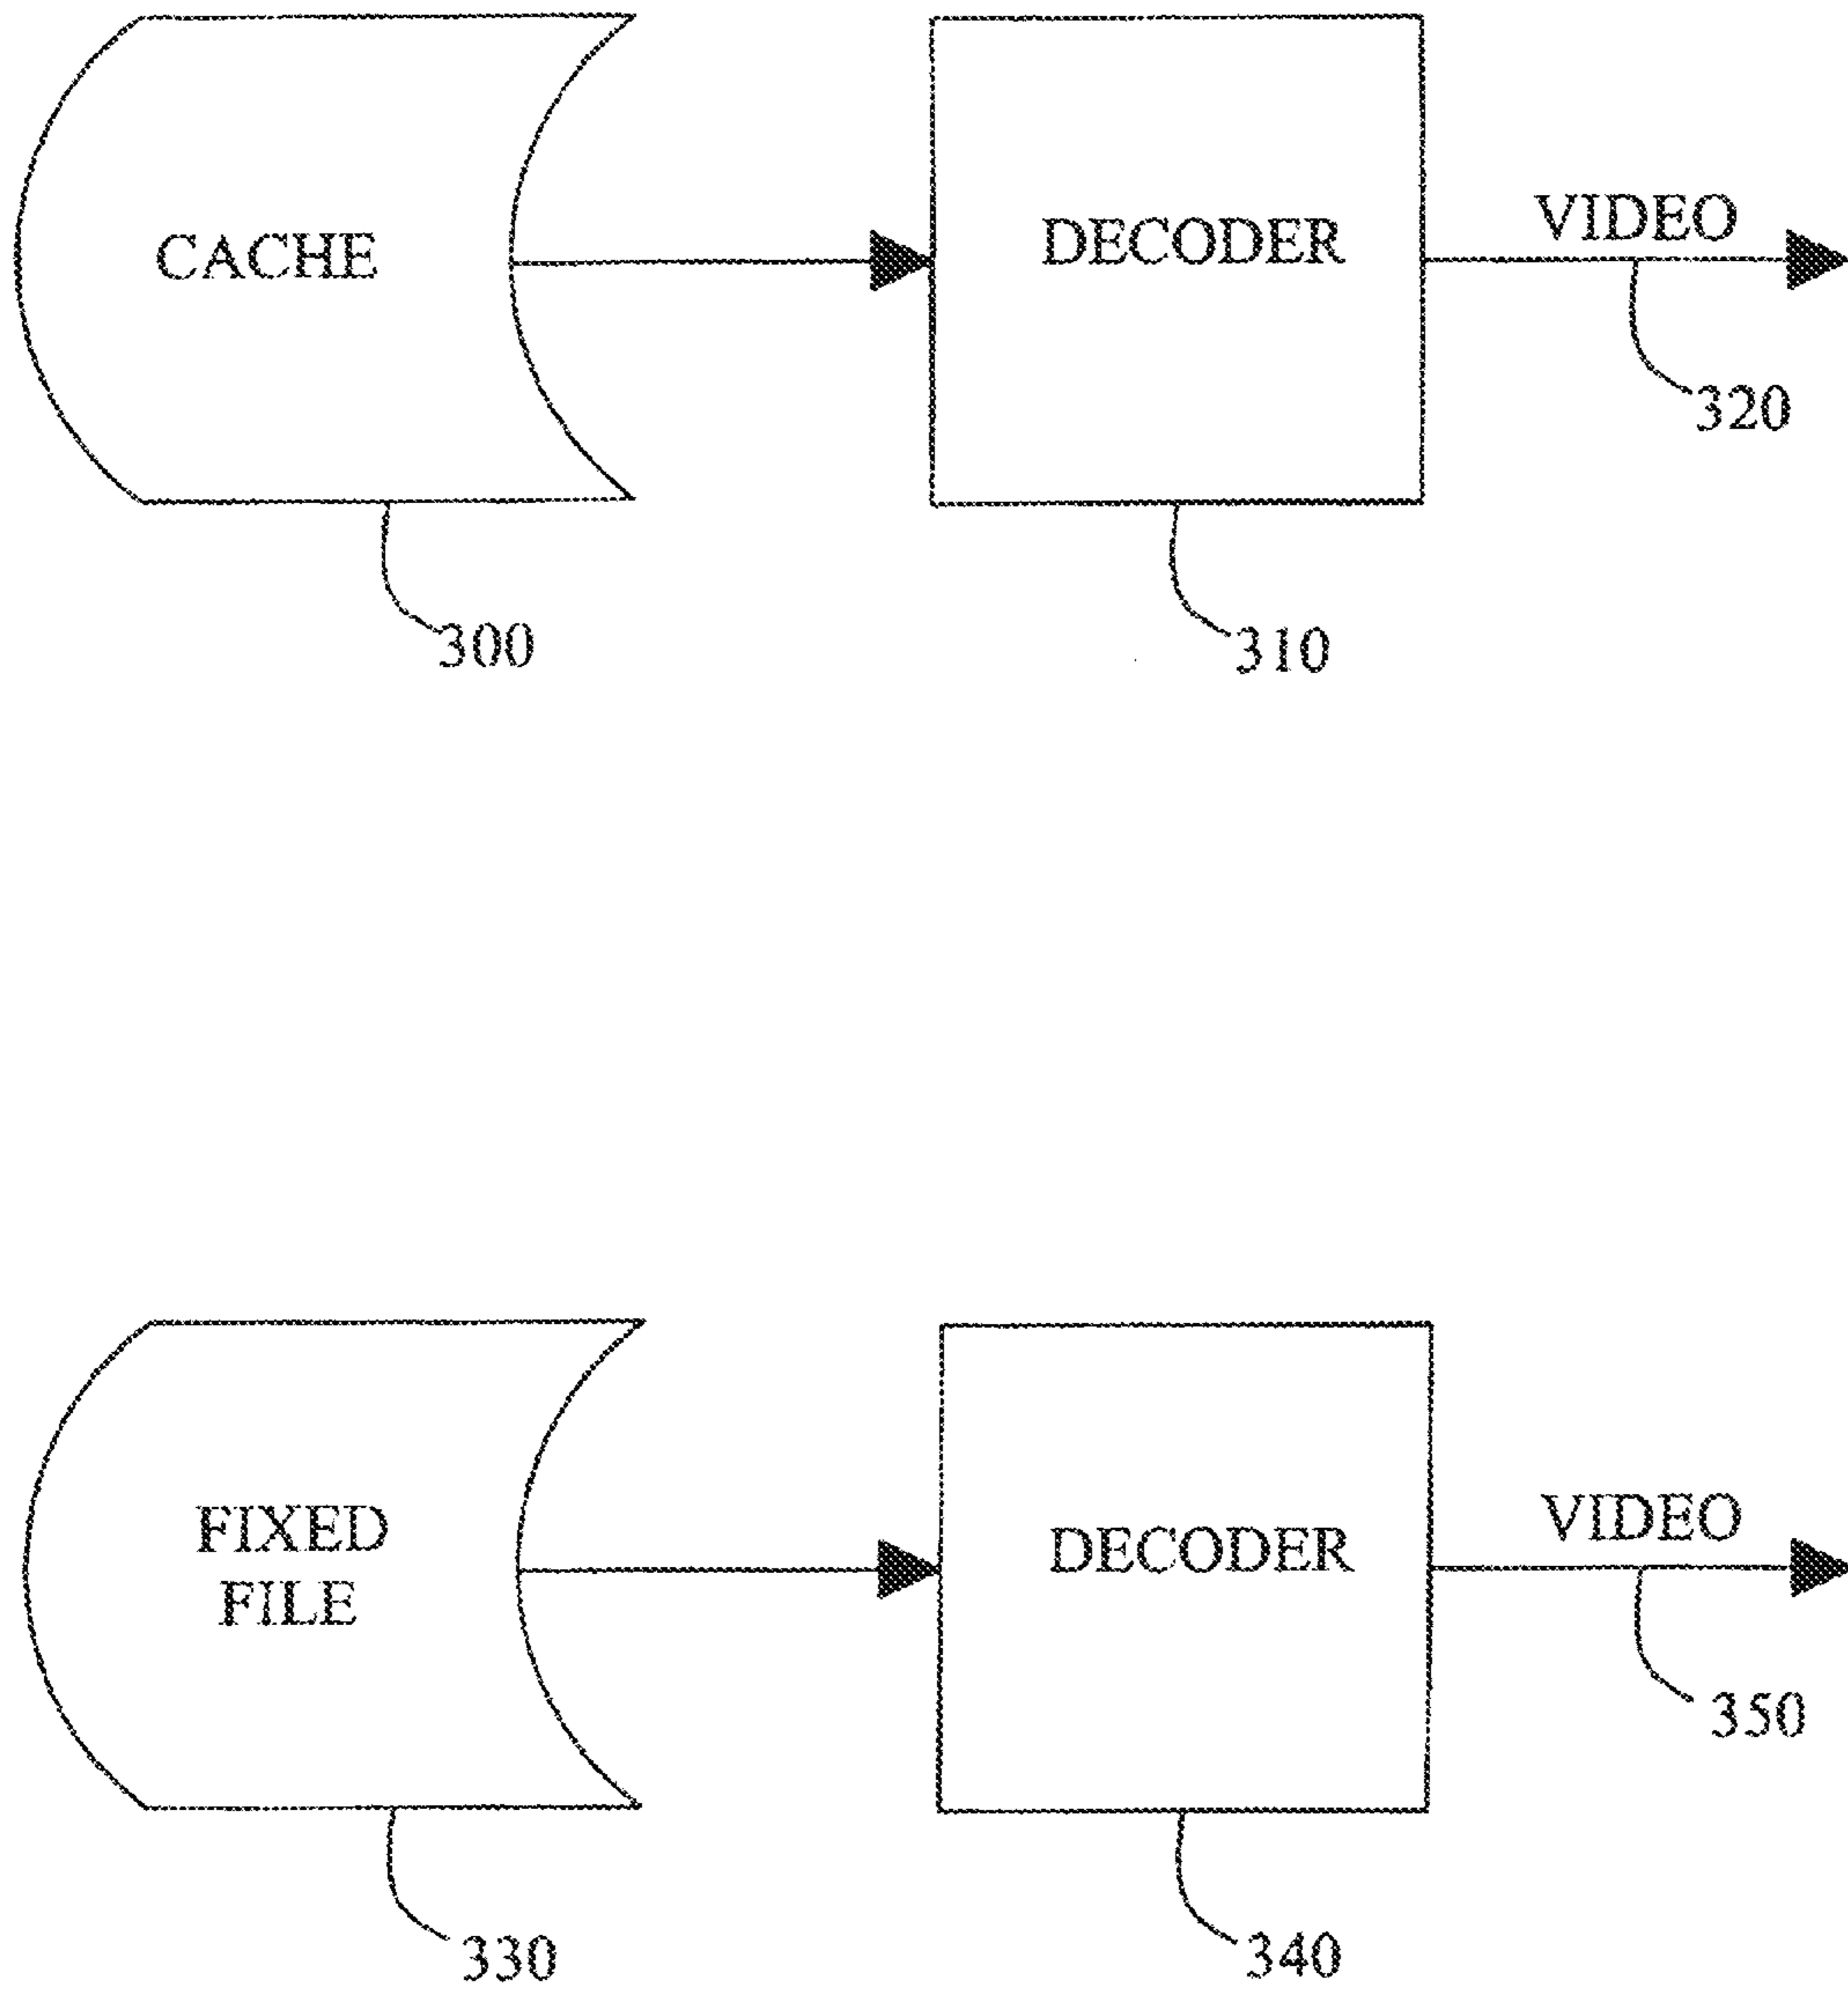 CACHE
DECODER
VIDEO
320
300
310
FIXED
FILE
DECODER
VIDEO
350
330
340